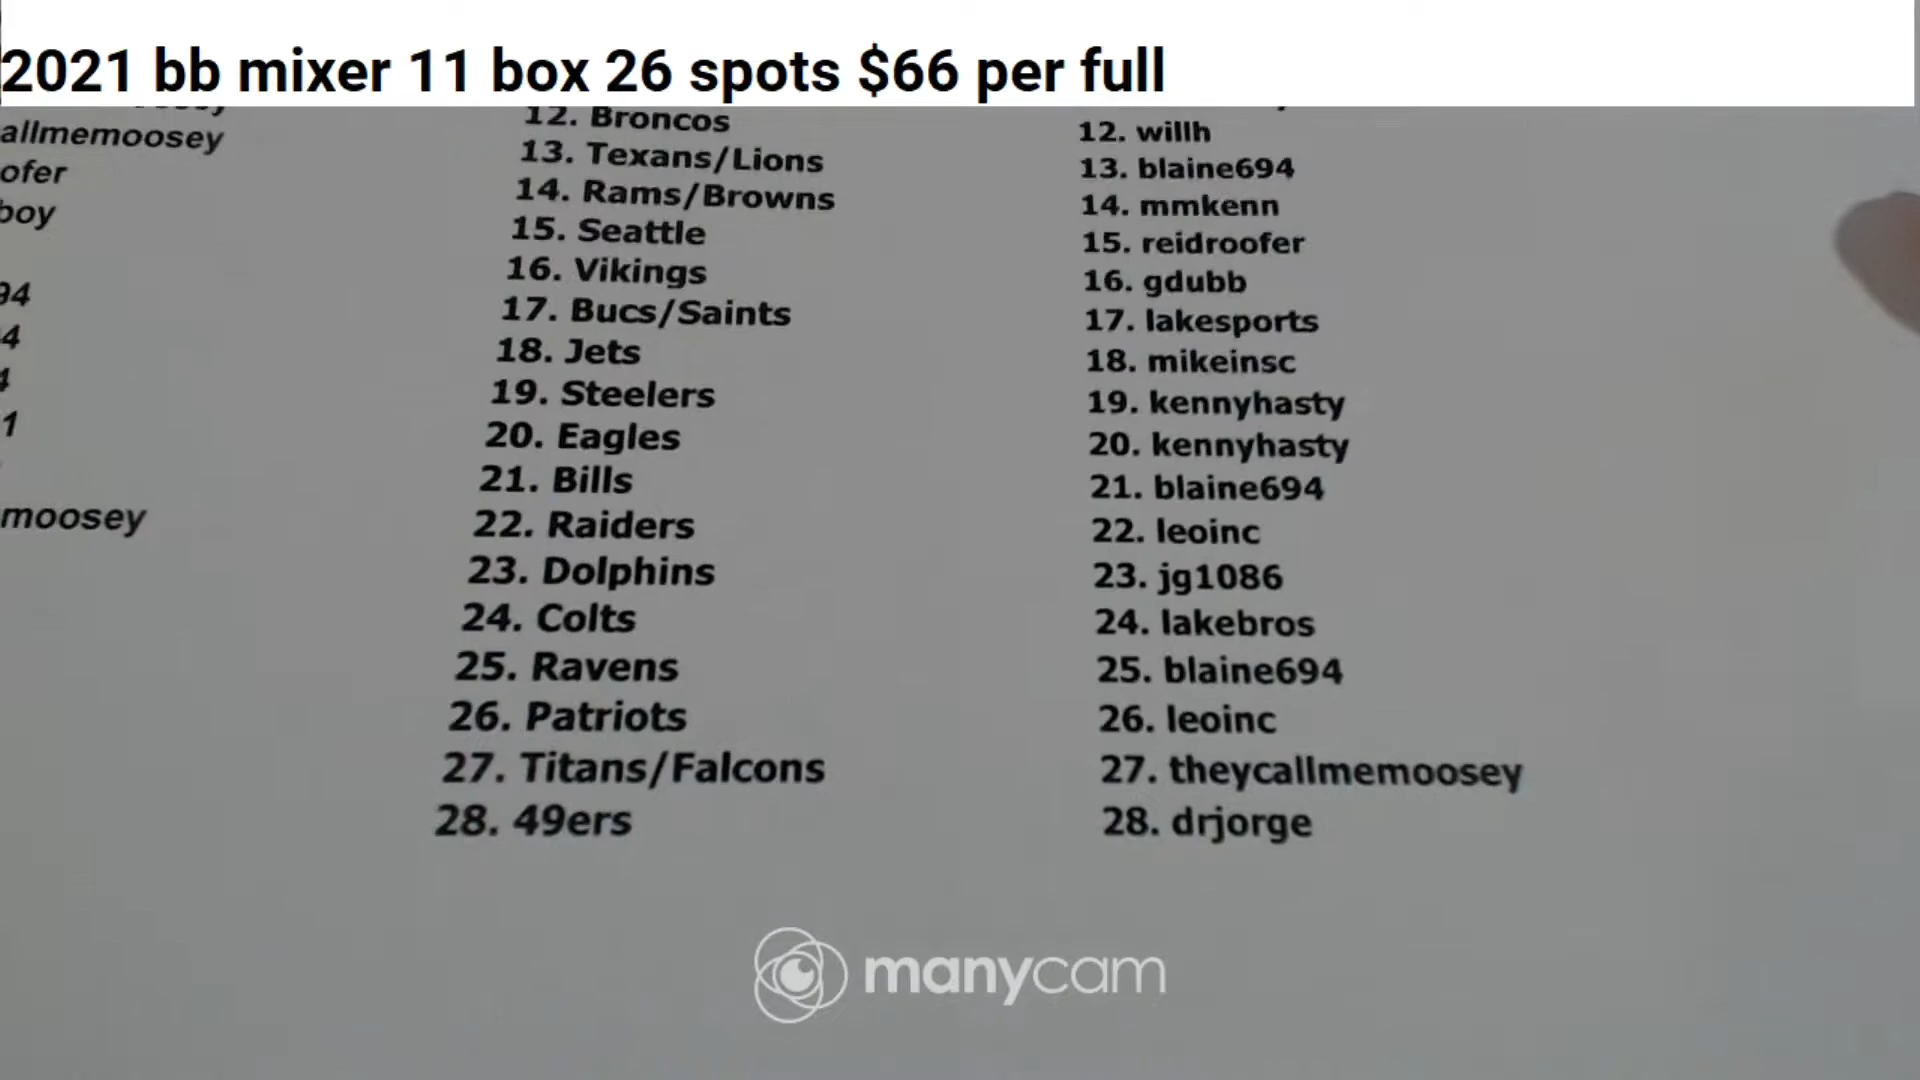 2021 bb mixer 11 box 26 spots $66 per full
allmemoosey
ofer
boy
94
4
4
1
moosey
12. Broncos
13. Texans/Lions
14. Rams/Browns
15. Seattle
16. Vikings
17. Bucs/Saints
18. Jets
19. Steelers
20. Eagles
21. Bills
22. Raiders
23. Dolphins
24. Colts
25. Ravens
26. Patriots
27. Titans/Falcons
28. 49ers
12. willh
13. blaine694
14. mmkenn
15. reidroofer
16. gdubb
17. lakesports
18. mikeinsc
19. kennyhasty
20. kennyhasty
21. blaine694
22. leoinc
23. jg1086
24. lakebros
25. blaine694
26. leoinc
27. theycallmemoosey
28. drjorge
manycam